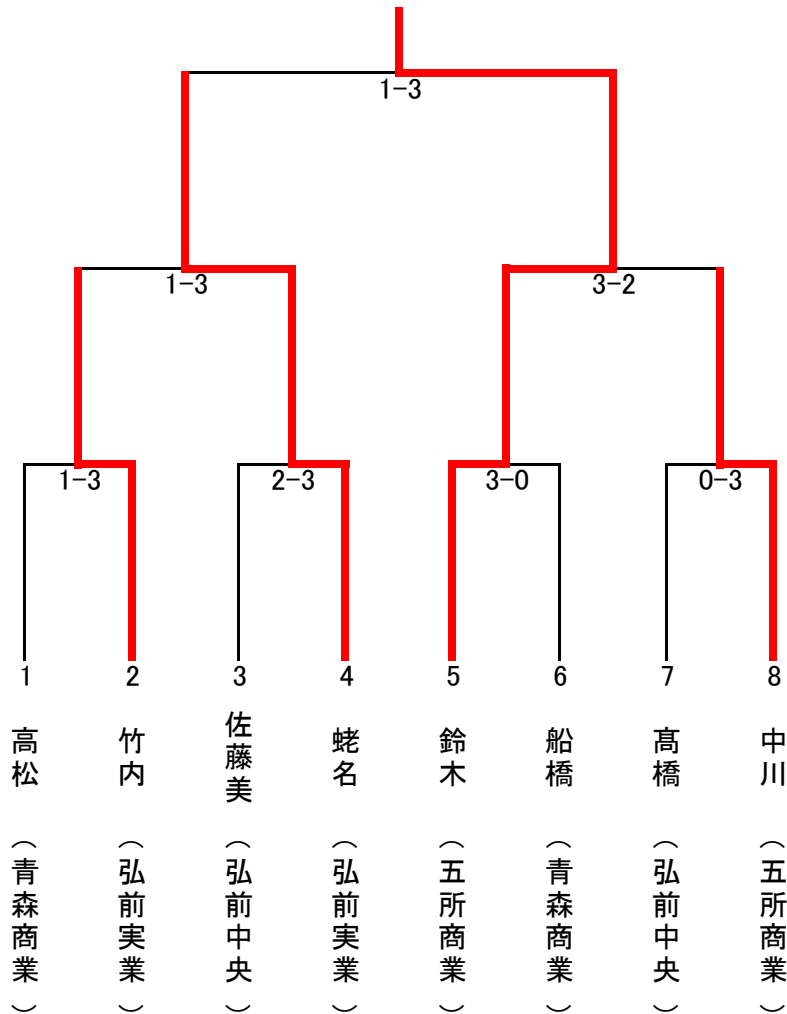 1-3
1-3
3-2
1-3
2-3
3-0
0-3
1
2
3
4
5
6
7
8
高松（青森商業）
竹内（弘前実業）
佐藤美（弘前中央）
蛯名（弘前実業）
鈴木（五所商業）
船橋（青森商業）
髙橋（弘前中央）
中川（五所商業）